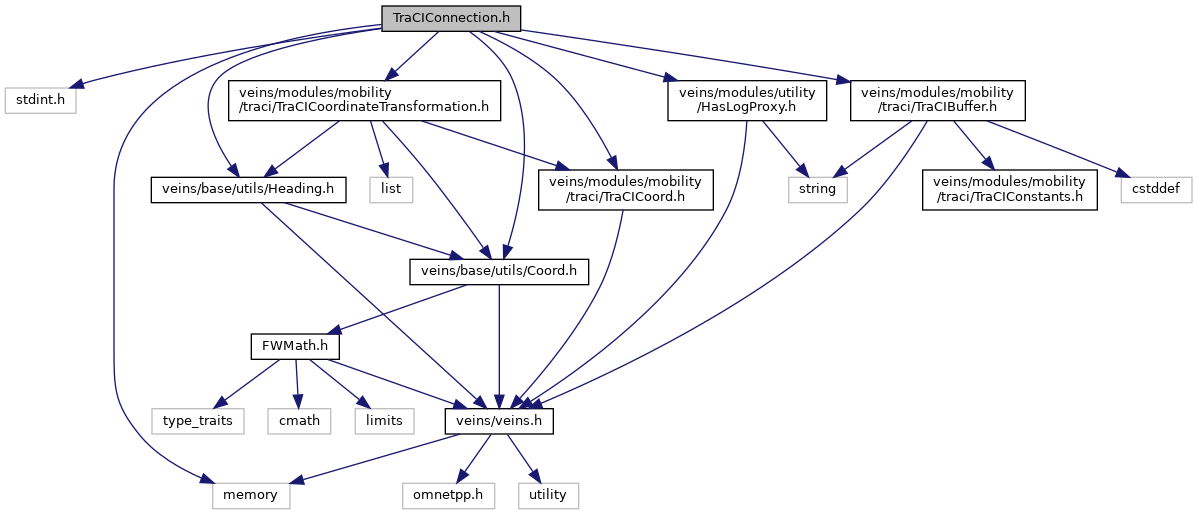 TraCIConnection.h
stdint.h
veins/modules/mobility
/traci/TraCICoordinateTransformation.h
veins/modules/utility
/HasLogProxy.h
veins/modules/mobility
/traci/TraCIBuffer.h
veins/base/utils/Heading.h
list
veins/modules/mobility
/traci/TraCICoord.h
string
veins/modules/mobility
/traci/TraCIConstants.h
cstddef
veins/base/utils/Coord.h
FWMath.h
type_traits
cmath
limits
veins/veins.h
memory
omnetpp.h
utility